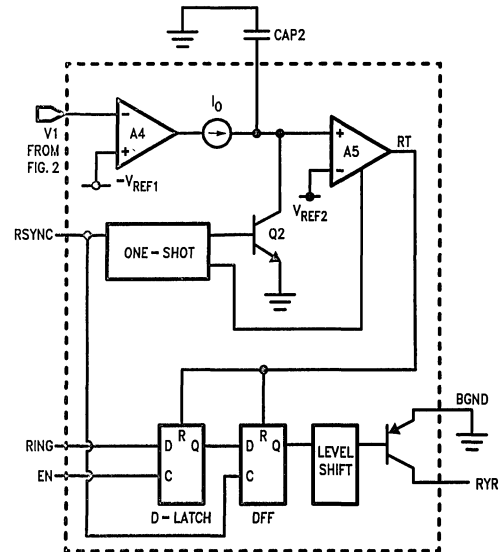 CAP2
I0
V1
FROM
FIG. 2
-
+
A4
-VREF1
+
-
A5
RT
VREF2
RSYNC
ONE-SHOT
Q2
RING
EN
D
R
Q
C
D-LATCH
D
R
Q
C
DFF
LEVEL
SHIFT
BGND
RYR